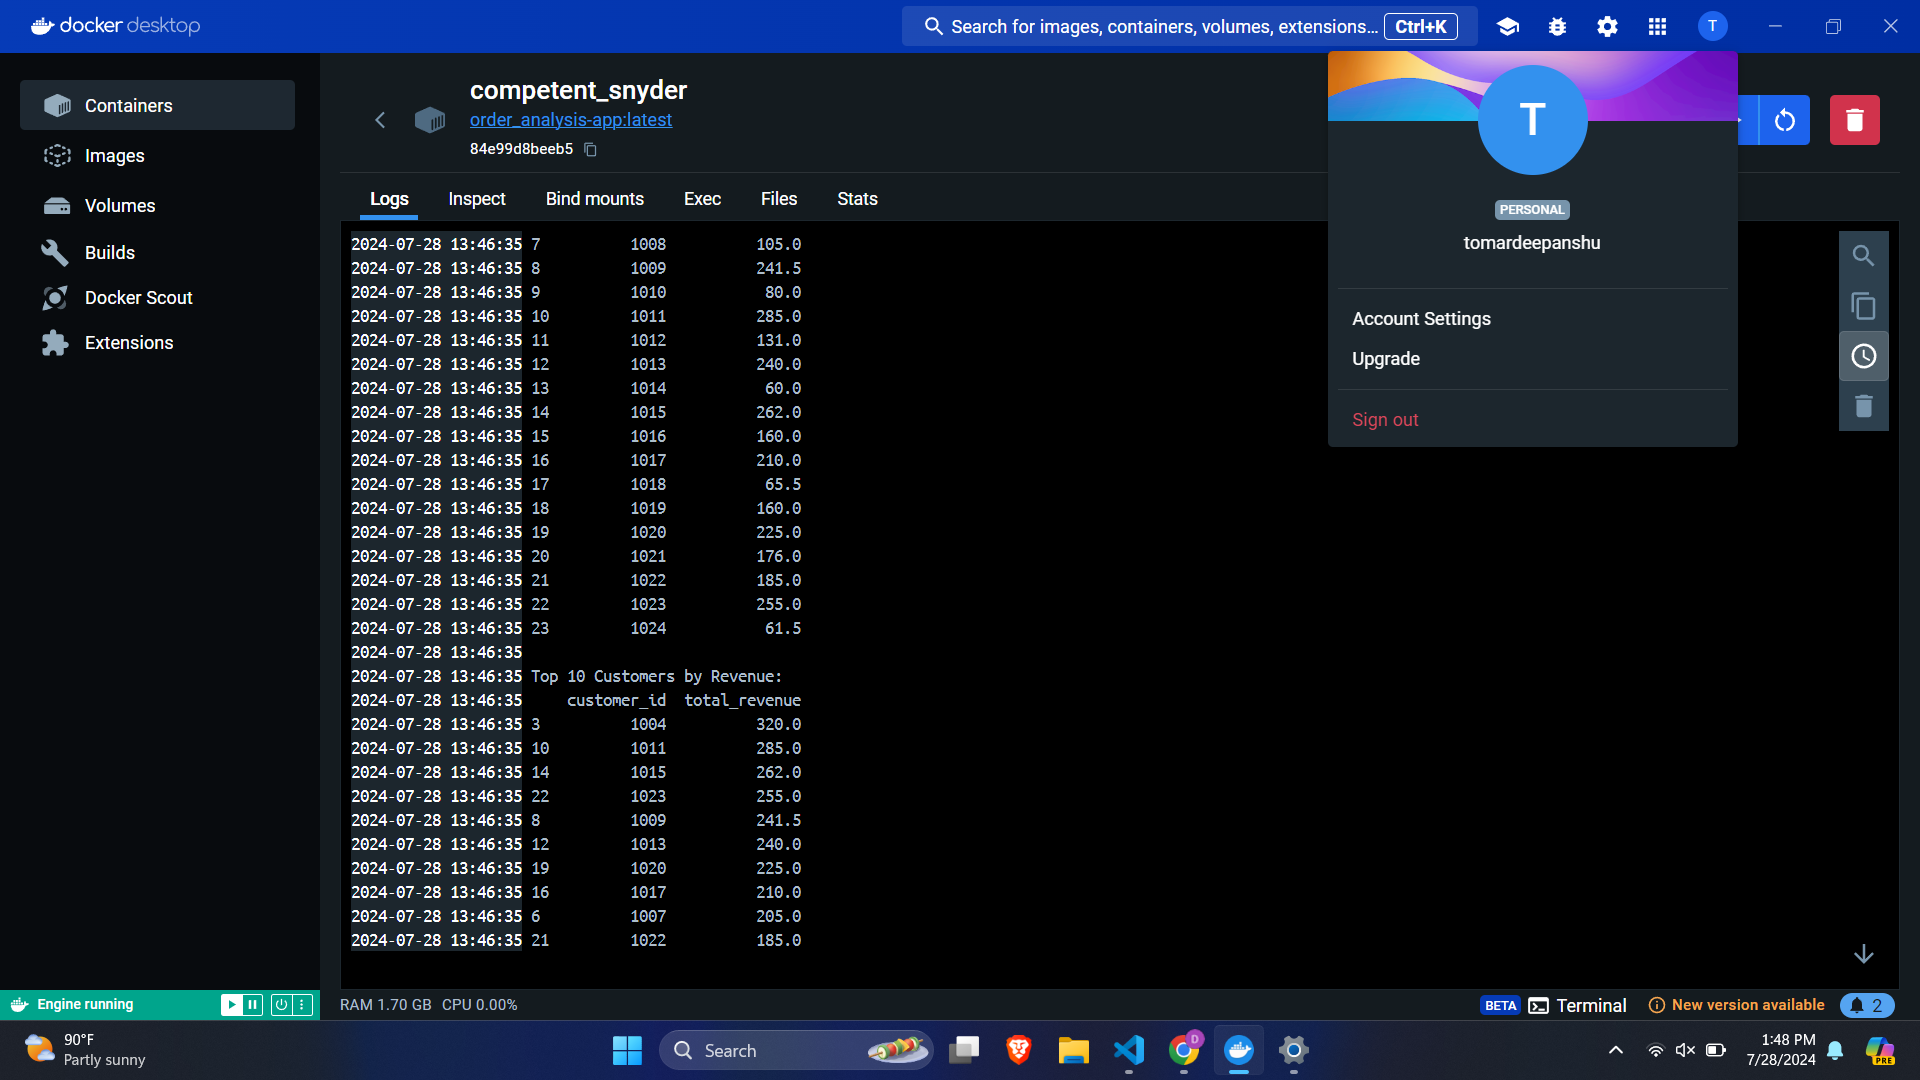 docker desktop
Search for images, containers, volumes, extensions... Ctrl+K
T
Containers
Images
Volumes
Builds
Docker Scout
Extensions
competent_snyder
order_analysis-app:latest
84e99d8beeb5
T
PERSONAL
tomardeepanshu
Account Settings
Upgrade
Sign out
Logs Inspect Bind mounts Exec Files Stats
2024-07-28 13:46:35 7 1008 105.0
2024-07-28 13:46:35 8 1009 241.5
2024-07-28 13:46:35 9 1010 80.0
2024-07-28 13:46:35 10 1011 285.0
2024-07-28 13:46:35 11 1012 131.0
2024-07-28 13:46:35 12 1013 240.0
2024-07-28 13:46:35 13 1014 60.0
2024-07-28 13:46:35 14 1015 262.0
2024-07-28 13:46:35 15 1016 160.0
2024-07-28 13:46:35 16 1017 210.0
2024-07-28 13:46:35 17 1018 65.5
2024-07-28 13:46:35 18 1019 160.0
2024-07-28 13:46:35 19 1020 225.0
2024-07-28 13:46:35 20 1021 176.0
2024-07-28 13:46:35 21 1022 185.0
2024-07-28 13:46:35 22 1023 255.0
2024-07-28 13:46:35 23 1024 61.5
2024-07-28 13:46:35
2024-07-28 13:46:35 Top 10 Customers by Revenue:
2024-07-28 13:46:35 customer_id total_revenue
2024-07-28 13:46:35 3 1004 320.0
2024-07-28 13:46:35 10 1011 285.0
2024-07-28 13:46:35 14 1015 262.0
2024-07-28 13:46:35 22 1023 255.0
2024-07-28 13:46:35 8 1009 241.5
2024-07-28 13:46:35 12 1013 240.0
2024-07-28 13:46:35 19 1020 225.0
2024-07-28 13:46:35 16 1017 210.0
2024-07-28 13:46:35 6 1007 205.0
2024-07-28 13:46:35 21 1022 185.0
Engine running
RAM 1.70 GB CPU 0.00%
BETA Terminal New version available 2
90°F
Partly sunny
Search
D
1:48 PM
7/28/2024
PRE